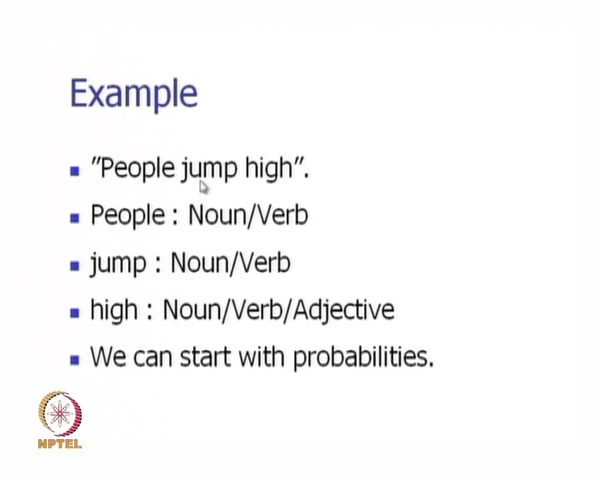 Example
"People jump high".
People : Noun/Verb
jump : Noun/Verb
high : Noun/Verb/Adjective
We can start with probabilities.
NPTEL